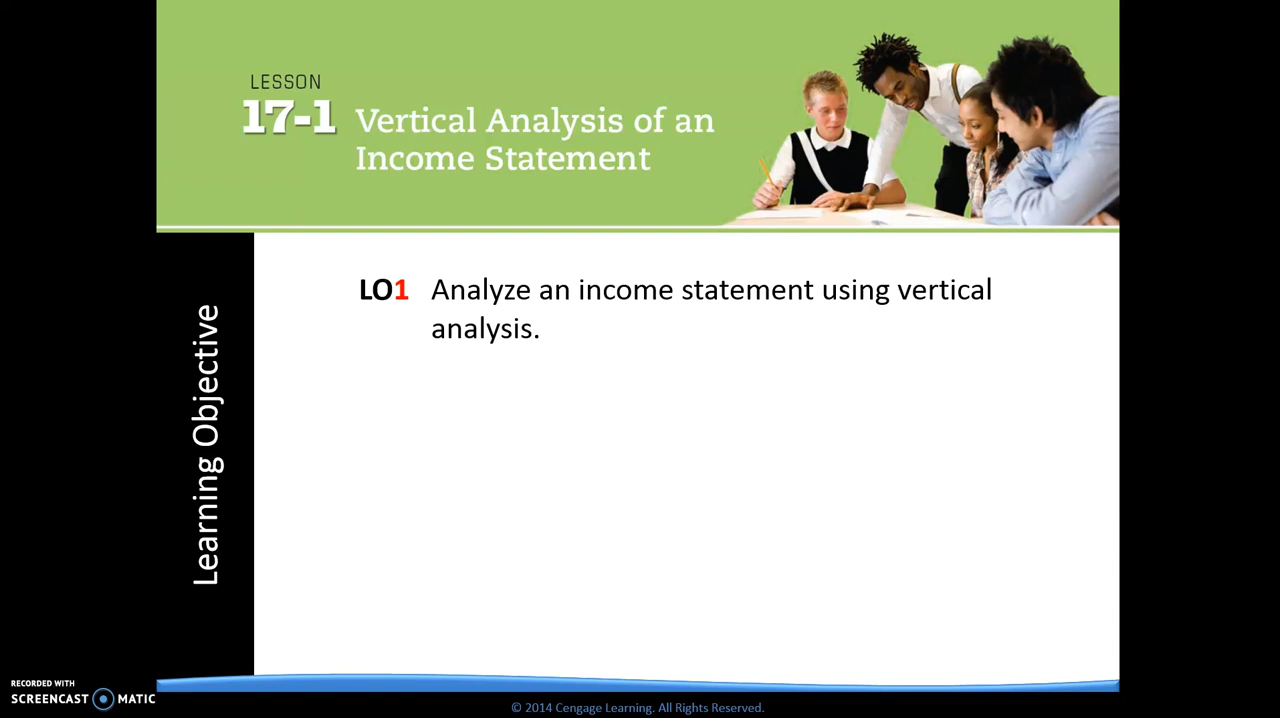 LESSON
17-1 Vertical Analysis of an
Income Statement
LO1 Analyze an income statement using vertical
analysis.
Learning Objective
RECORDED WITH
SCREENCAST MATIC
© 2014 Cengage Learning. All Rights Reserved.